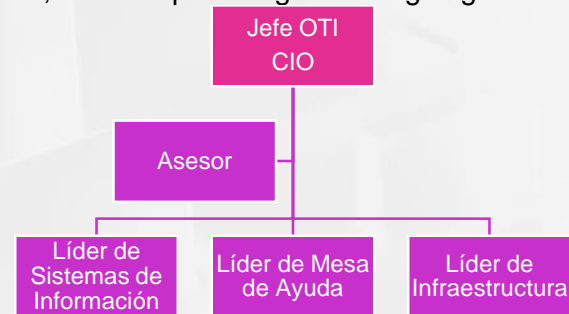 Jefe OTI
CIO
Asesor
Líder de
Sistemas de
Información
Líder de Mesa
de Ayuda
Líder de
Infraestructura